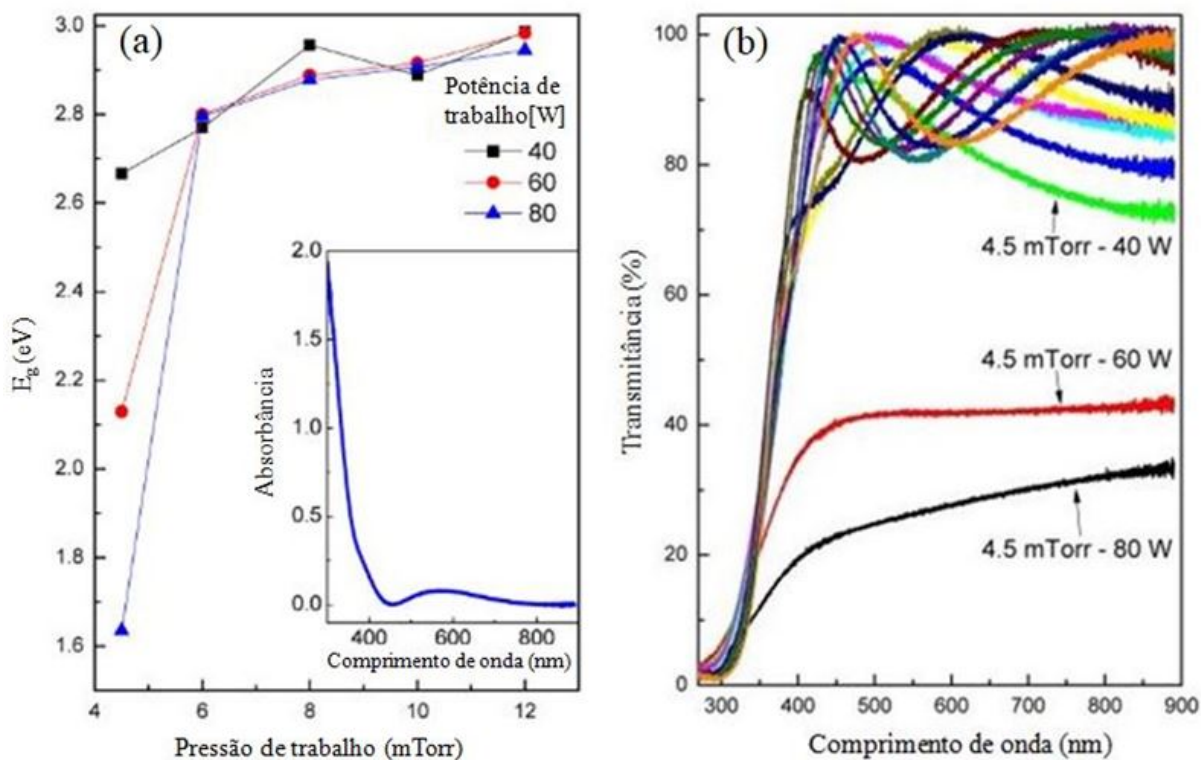 (a)
E_g (eV)
3.0
2.8
2.6
2.4
2.2
2.0
1.8
1.6
4
6
8
10
12
Pressão de trabalho (mTorr)
Potência de
trabalho[W]
40
60
80
Absorbância
2.0
1.5
1.0
0.5
0.0
400
600
800
Comprimento de onda (nm)
(b)
Transmitância (%)
100
80
60
40
20
0
300
400
500
600
700
800
900
Comprimento de onda (nm)
4.5 mTorr - 40 W
4.5 mTorr - 60 W
4.5 mTorr - 80 W